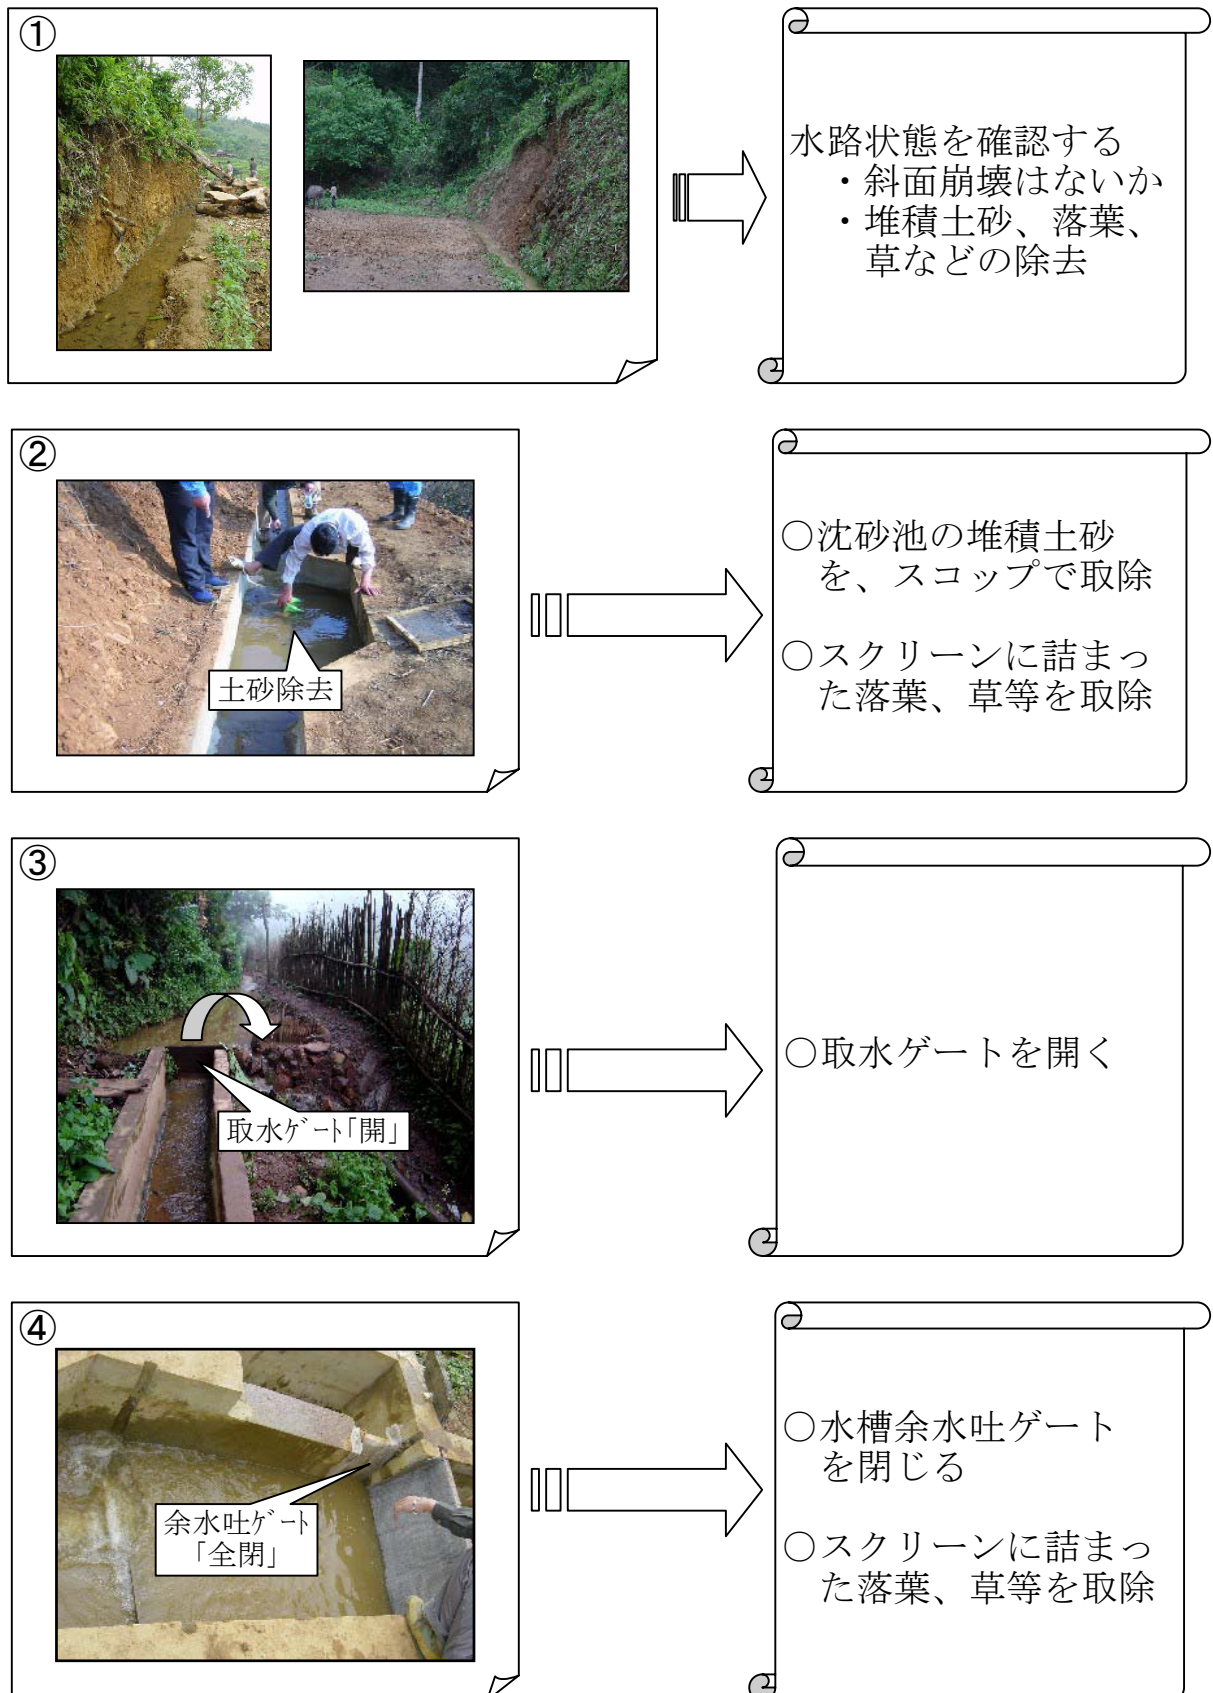 ①
水路状態を確認する
・斜面崩壊はないか
・堆積土砂、落葉、
草などの除去
②
土砂除去
○沈砂池の堆積土砂
を、スコップで取除
○スクリーンに詰まっ
た落葉、草等を取除
③
取水ｹﾞｰﾄ「開」
○取水ゲートを開く
④
余水吐ｹﾞｰﾄ
「全閉」
○水槽余水吐ゲート
を閉じる
○スクリーンに詰まっ
た落葉、草等を取除